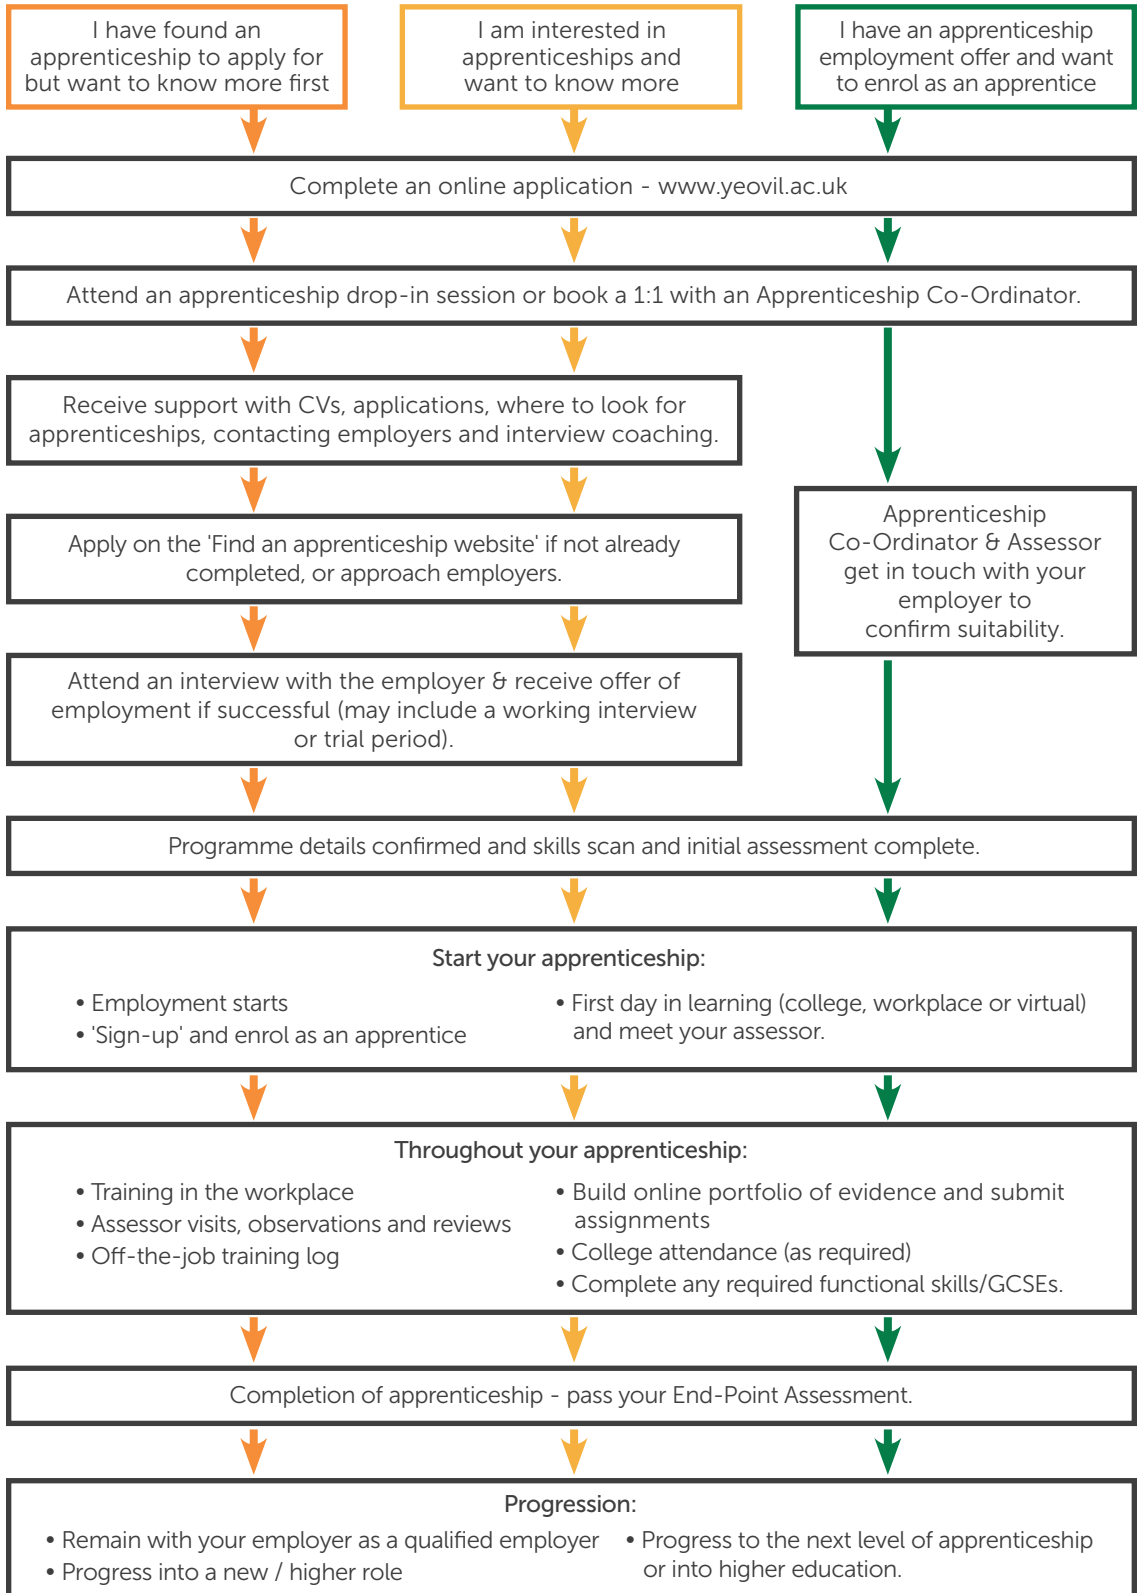 I have found an
apprenticeship to apply for
but want to know more first
I am interested in
apprenticeships and
want to know more
I have an apprenticeship
employment offer and want
to enrol as an apprentice
Complete an online application - www.yeovil.ac.uk
Attend an apprenticeship drop-in session or book a 1:1 with an Apprenticeship Co-Ordinator.
Receive support with CVs, applications, where to look for
apprenticeships, contacting employers and interview coaching.
Apply on the 'Find an apprenticeship website' if not already
completed, or approach employers.
Apprenticeship
Co-Ordinator & Assessor
get in touch with your
employer to
confirm suitability.
Attend an interview with the employer & receive offer of
employment if successful (may include a working interview
or trial period).
Programme details confirmed and skills scan and initial assessment complete.
Start your apprenticeship:
• Employment starts
• 'Sign-up' and enrol as an apprentice
• First day in learning (college, workplace or virtual)
and meet your assessor.
Throughout your apprenticeship:
• Training in the workplace
• Assessor visits, observations and reviews
• Off-the-job training log
• Build online portfolio of evidence and submit
assignments
• College attendance (as required)
• Complete any required functional skills/GCSEs.
Completion of apprenticeship - pass your End-Point Assessment.
Progression:
• Remain with your employer as a qualified employer
• Progress into a new / higher role
• Progress to the next level of apprenticeship
or into higher education.